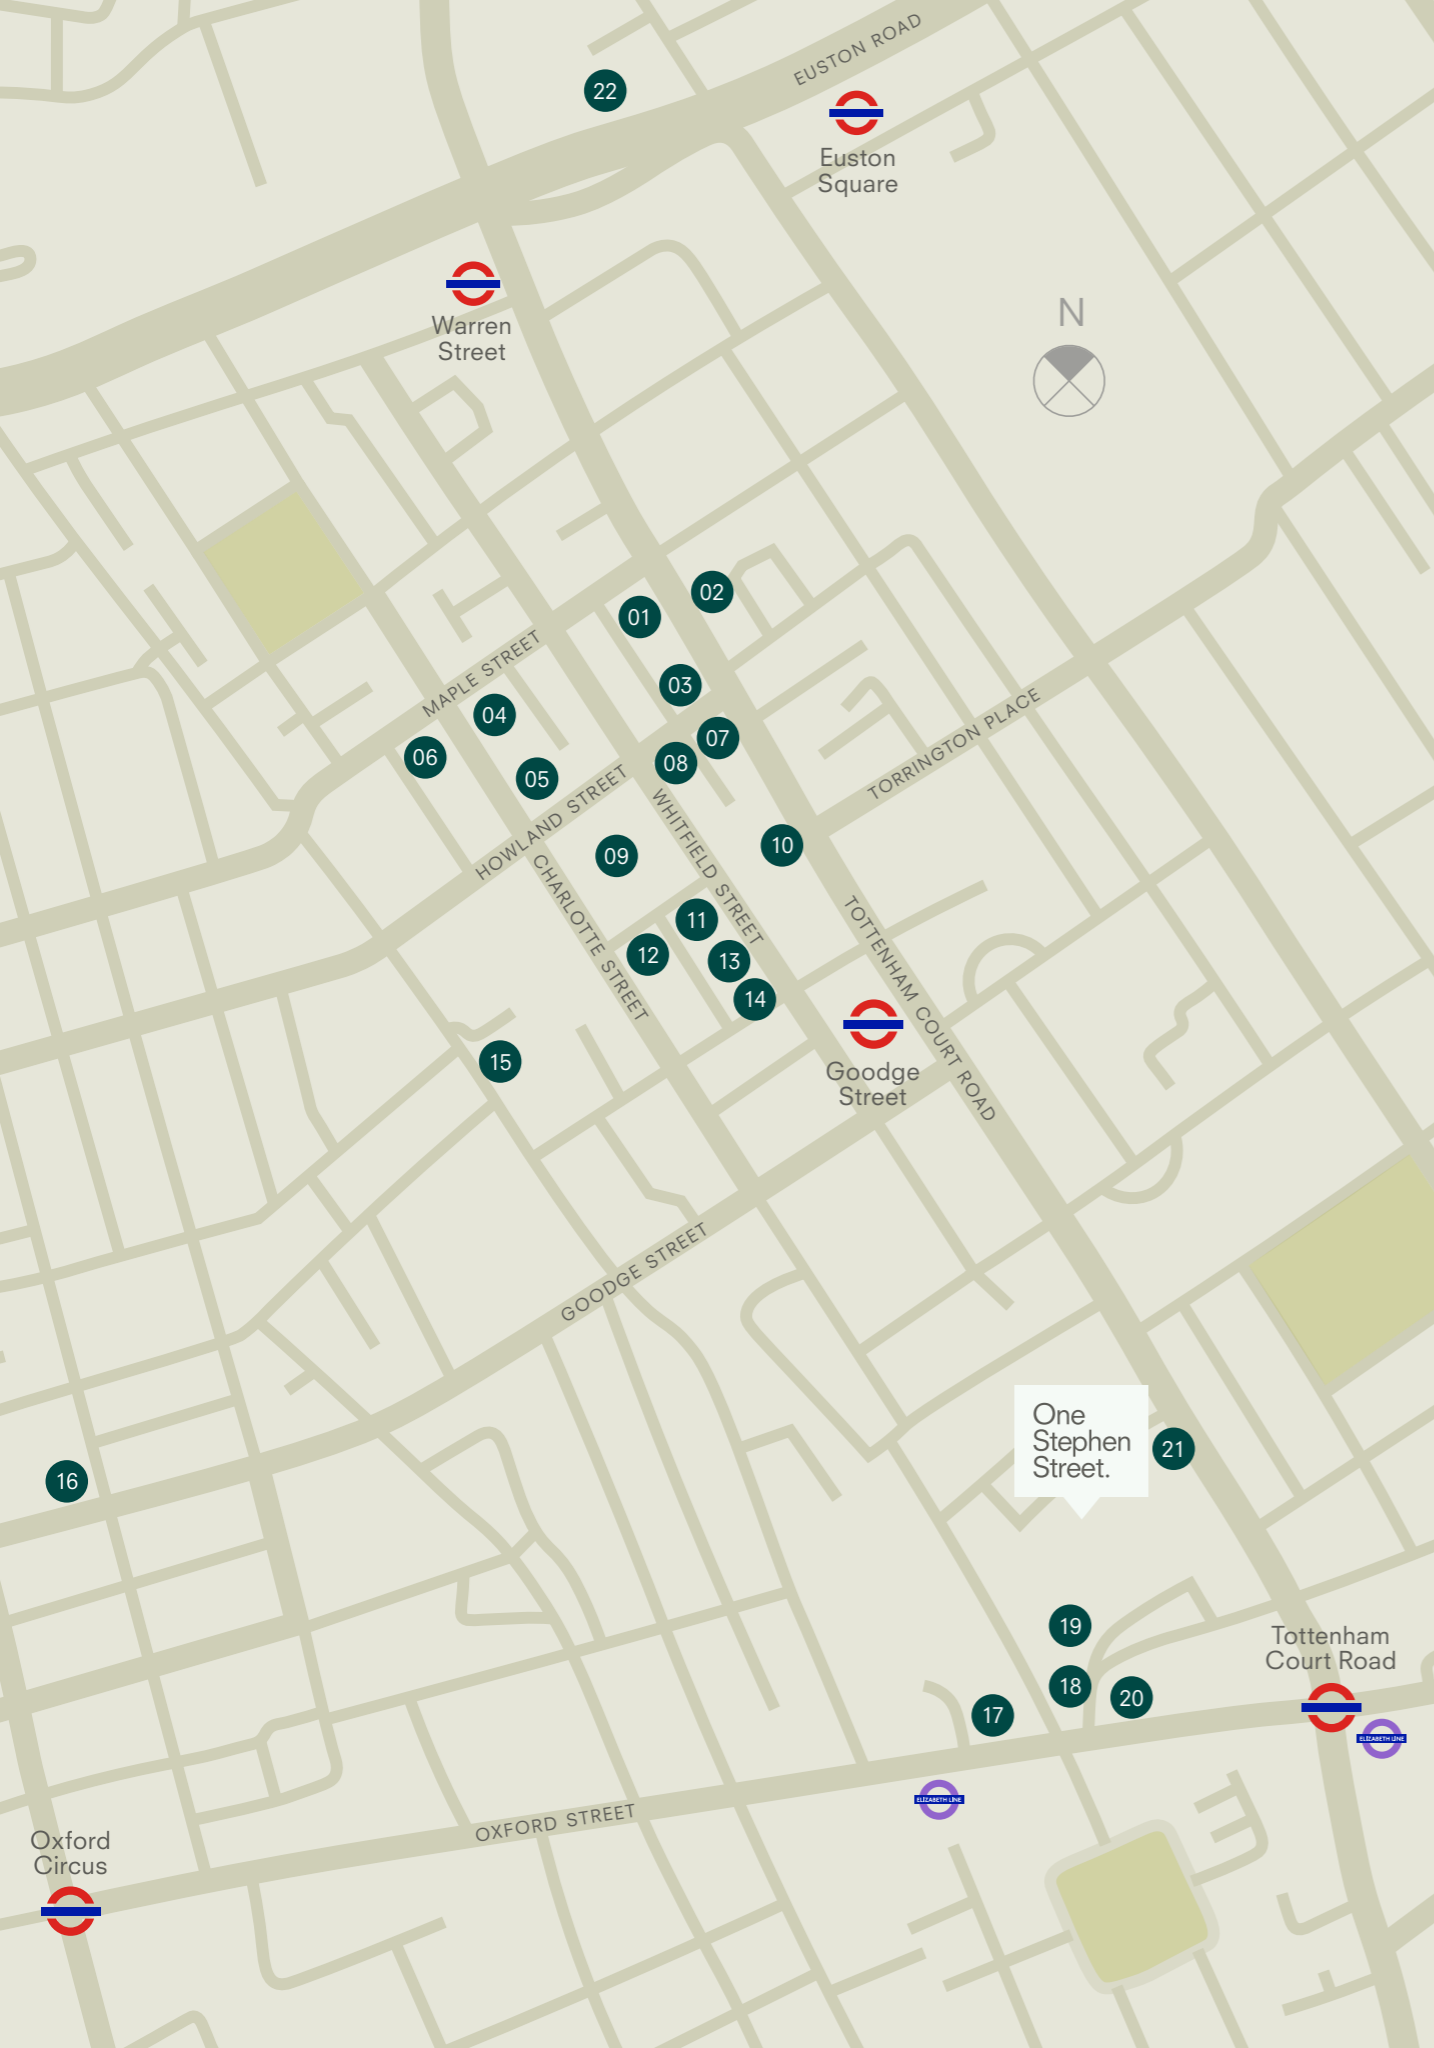 EUSTON ROAD
22
Euston
Square
Warren
Street
N
02
01
03
MAPLE STREET
04
07
06
08
05
TORRINGTON PLACE
HOWLAND STREET
WHITFIELD STREET
10
09
CHARLOTTE STREET
TOTTENHAM COURT ROAD
11
12
13
14
15
Goodge
Street
GOODGE STREET
One
Stephen
Street.
21
16
19
Tottenham
Court Road
18
20
17
ELIZABETH LINE
ELIZABETH LINE
OXFORD STREET
Oxford
Circus